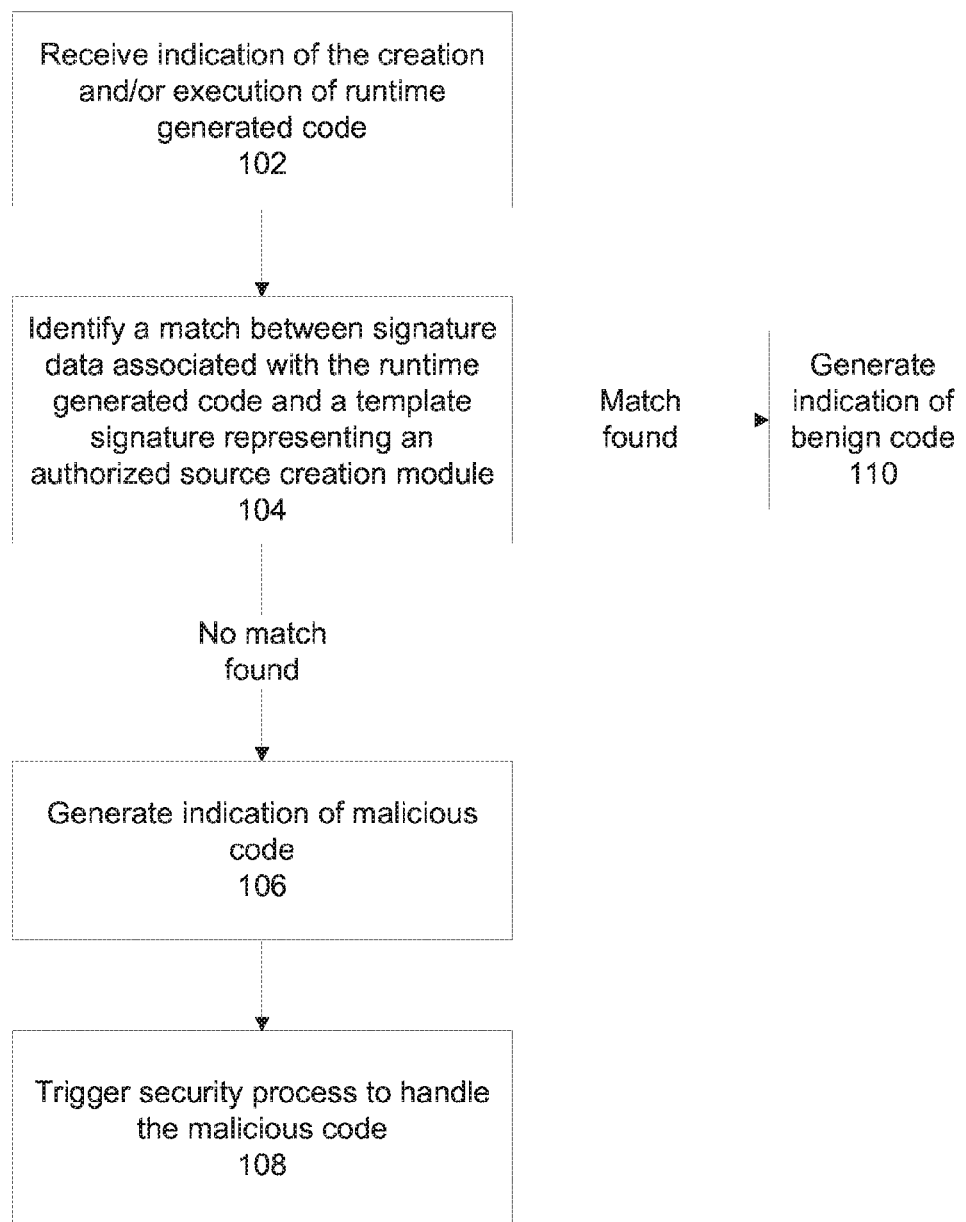 Receive indication of the creation
and/or execution of runtime
generated code
102
Identify a match between signature
data associated with the runtime
generated code and a template
signature representing an
authorized source creation module
104
Match
found
Generate
indication of
benign code
110
No match
found
Generate indication of malicious
code
106
Trigger security process to handle
the malicious code
108